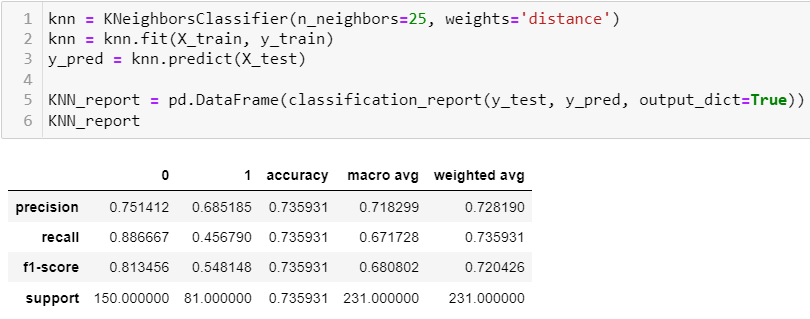 1 knn = KNeighborsClassifier(n_neighbors=25, weights='distance')
2 knn = knn.fit(X_train, y_train)
3 y_pred = knn.predict(X_test)
4
5 KNN_report = pd.DataFrame(classification_report(y_test, y_pred, output_dict=True))
6 KNN_report
0 1 accuracy macro avg weighted avg
precision 0.751412 0.685185 0.735931 0.718299 0.728190
recall 0.886667 0.456790 0.735931 0.671728 0.735931
f1-score 0.813456 0.548148 0.735931 0.680802 0.720426
support 150.000000 81.000000 0.735931 231.000000 231.000000